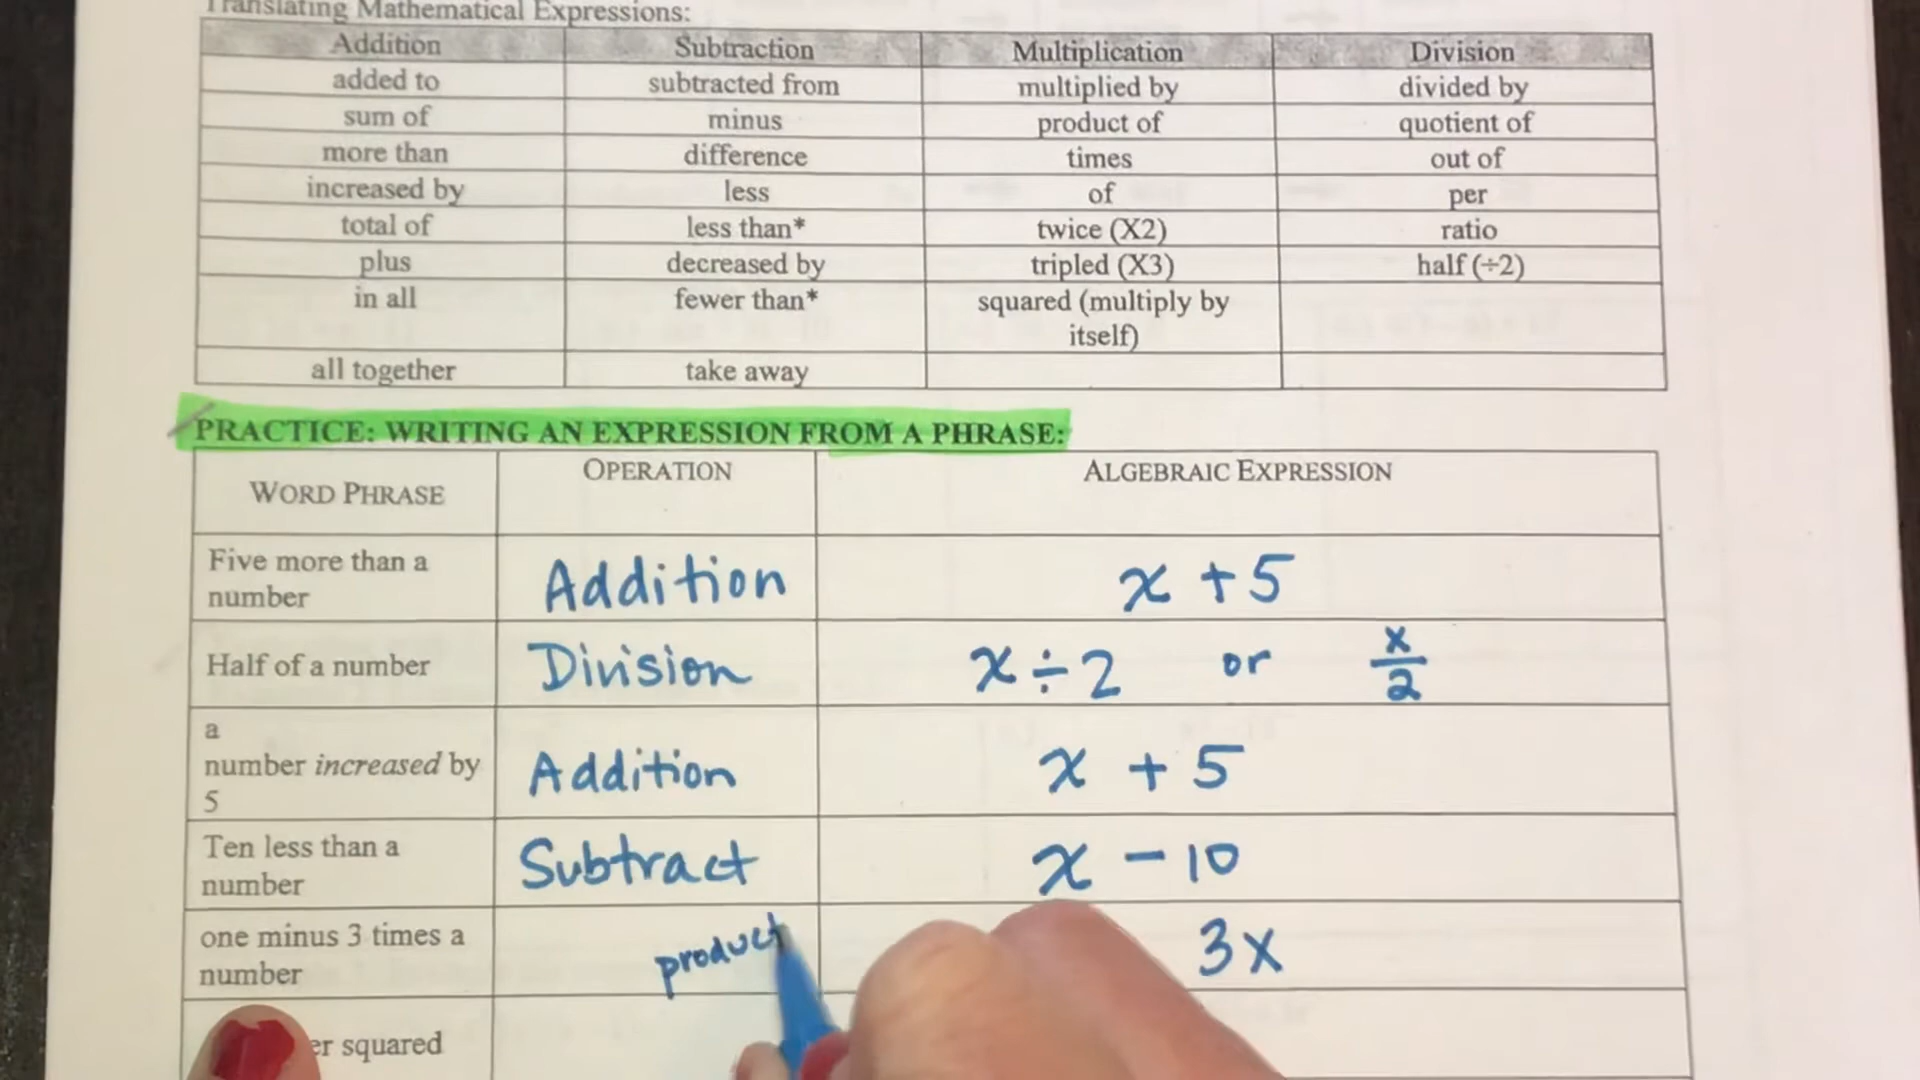 Translating Mathematical Expressions:
Addition Subtraction Multiplication Division
added to subtracted from multiplied by divided by
sum of minus product of quotient of
more than difference times out of
increased by less of per
total of less than* twice (X2) ratio
plus decreased by tripled (X3) half (÷2)
in all fewer than* squared (multiply by
itself)
all together take away
PRACTICE: WRITING AN EXPRESSION FROM A PHRASE:
WORD PHRASE OPERATION ALGEBRAIC EXPRESSION
Five more than a
number
Addition x + 5
Half of a number Division x ÷ 2 or x/2
a
number increased by
5
Addition x + 5
Ten less than a
number
Subtract x - 10
one minus 3 times a
number
product 3x
er squared